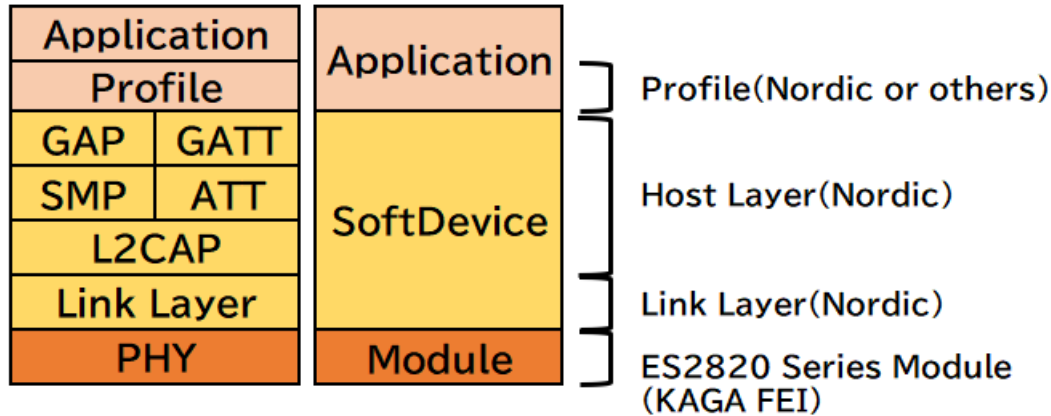 Application
Profile
GAP GATT
SMP ATT
L2CAP
Link Layer
PHY
Application
SoftDevice
Module
Profile(Nordic or others)
Host Layer(Nordic)
Link Layer(Nordic)
ES2820 Series Module
(KAGA FEI)